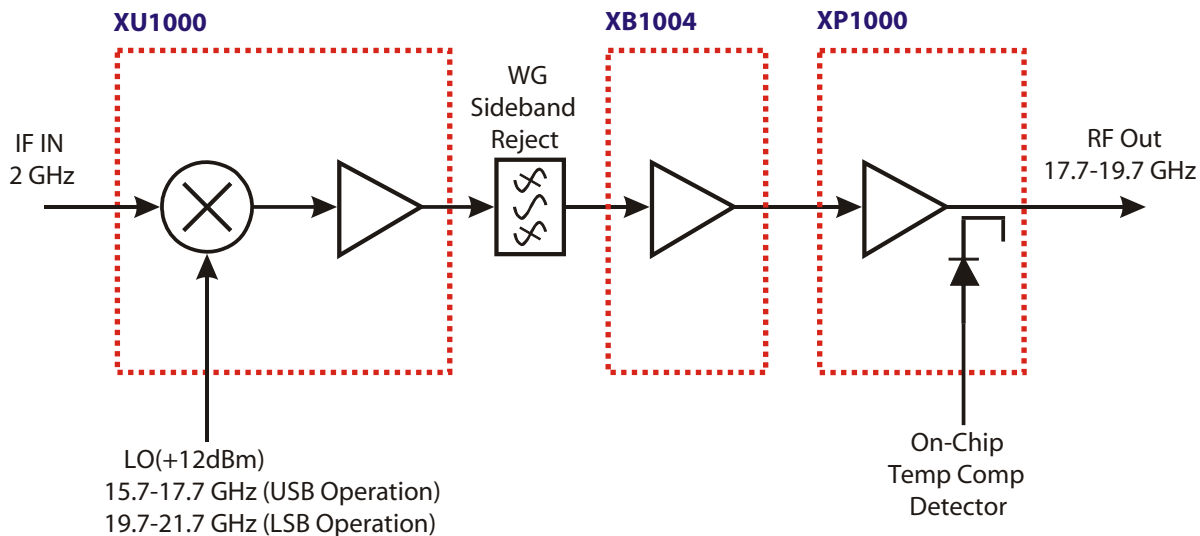 XU1000
XB1004
XP1000
WG
Sideband
Reject
IF IN
2 GHz
RF Out
17.7-19.7 GHz
LO(+12dBm)
15.7-17.7 GHz (USB Operation)
19.7-21.7 GHz (LSB Operation)
On-Chip
Temp Comp
Detector